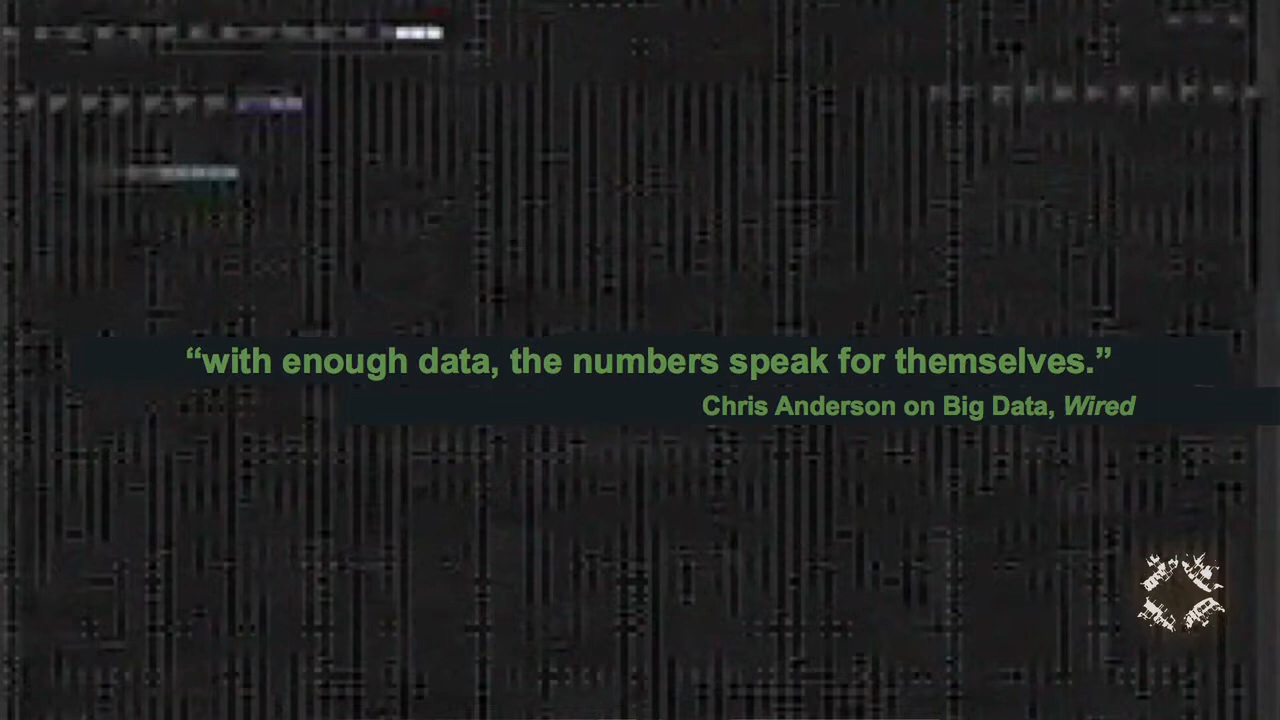 “with enough data, the numbers speak for themselves.”
Chris Anderson on Big Data, Wired